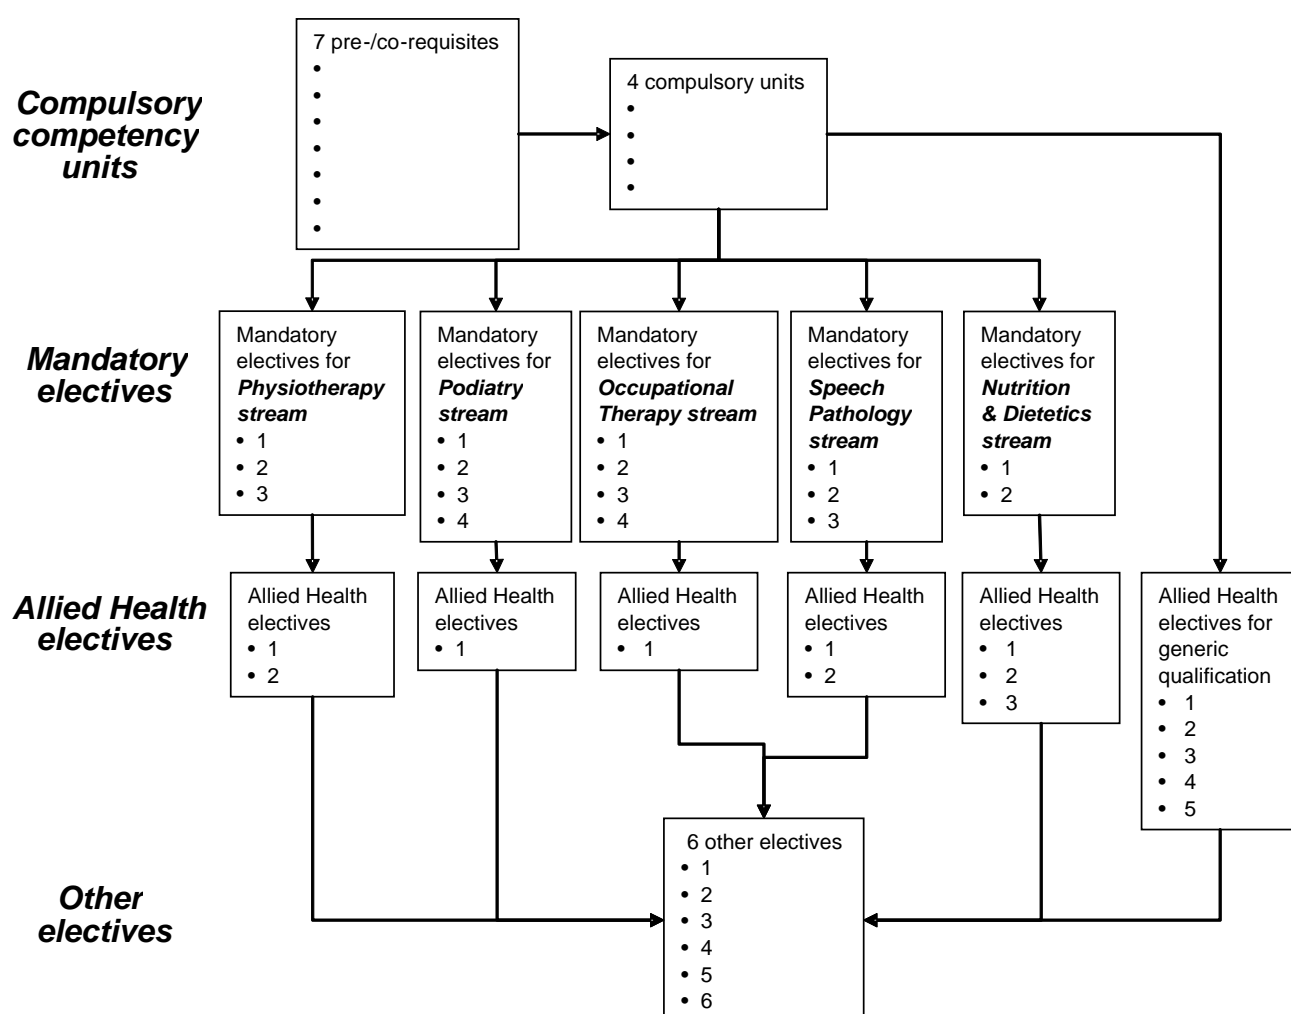 Compulsory
competency
units
7 pre-/co-requisites
•
•
•
•
•
•
•
4 compulsory units
•
•
•
•
Mandatory
electives
Mandatory
electives for
Physiotherapy
stream
• 1
• 2
• 3
Mandatory
electives for
Podiatry
stream
• 1
• 2
• 3
• 4
Mandatory
electives for
Occupational
Therapy stream
• 1
• 2
• 3
• 4
Mandatory
electives for
Speech
Pathology
stream
• 1
• 2
• 3
Mandatory
electives for
Nutrition
& Dietetics
stream
• 1
• 2
Allied Health
electives
Allied Health
electives
• 1
• 2
Allied Health
electives
• 1
Allied Health
electives
• 1
Allied Health
electives
• 1
• 2
Allied Health
electives
• 1
• 2
• 3
Allied Health
electives for
generic
qualification
• 1
• 2
• 3
• 4
• 5
Other
electives
6 other electives
• 1
• 2
• 3
• 4
• 5
• 6